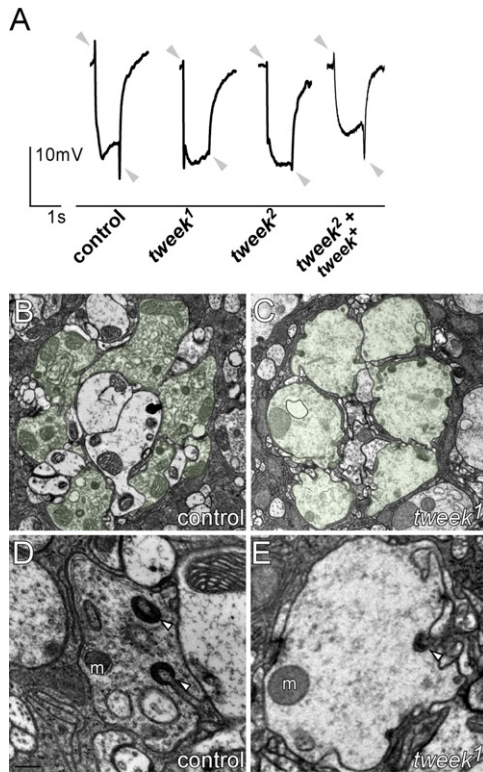 A
10mV
1s
control
tweek1
tweek2
tweek2 +
tweek+
B
control
C
tweek1
D
m
control
E
m
tweek1